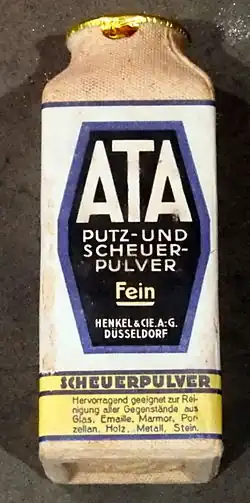 ATA
PUTZ-UND
SCHEUER-
PULVER
Fein
HENKEL & CIE. A.-G.
DÜSSELDORF
SCHEUERPULVER
Hervorragend geeignet zur Rei-
nigung aller Gegenstände aus
Glas, Emaille, Marmor, Por-
zellan, Holz, Metall, Stein.